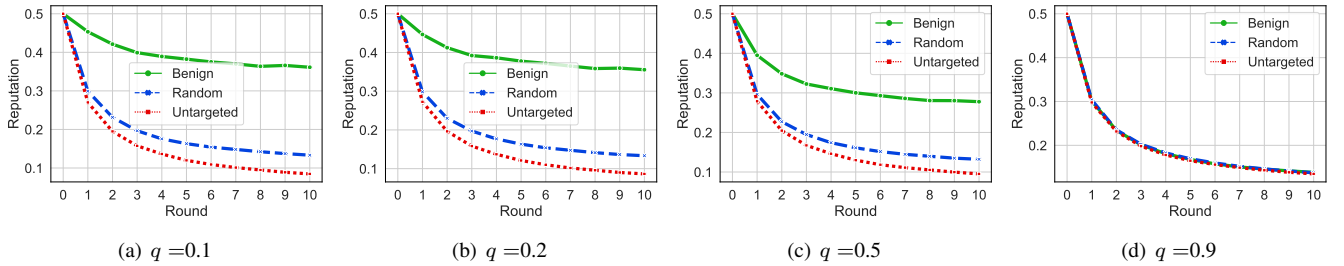 0.5
0.4
0.3
0.2
0.1
Reputation
Benign
Random
Untargeted
0 1 2 3 4 5 6 7 8 9 10
Round
(a) q =0.1
0.5
0.4
0.3
0.2
0.1
Reputation
Benign
Random
Untargeted
0 1 2 3 4 5 6 7 8 9 10
Round
(b) q =0.2
0.5
0.4
0.3
0.2
0.1
Reputation
Benign
Random
Untargeted
0 1 2 3 4 5 6 7 8 9 10
Round
(c) q =0.5
0.5
0.4
0.3
0.2
Reputation
Benign
Random
Untargeted
0 1 2 3 4 5 6 7 8 9 10
Round
(d) q =0.9